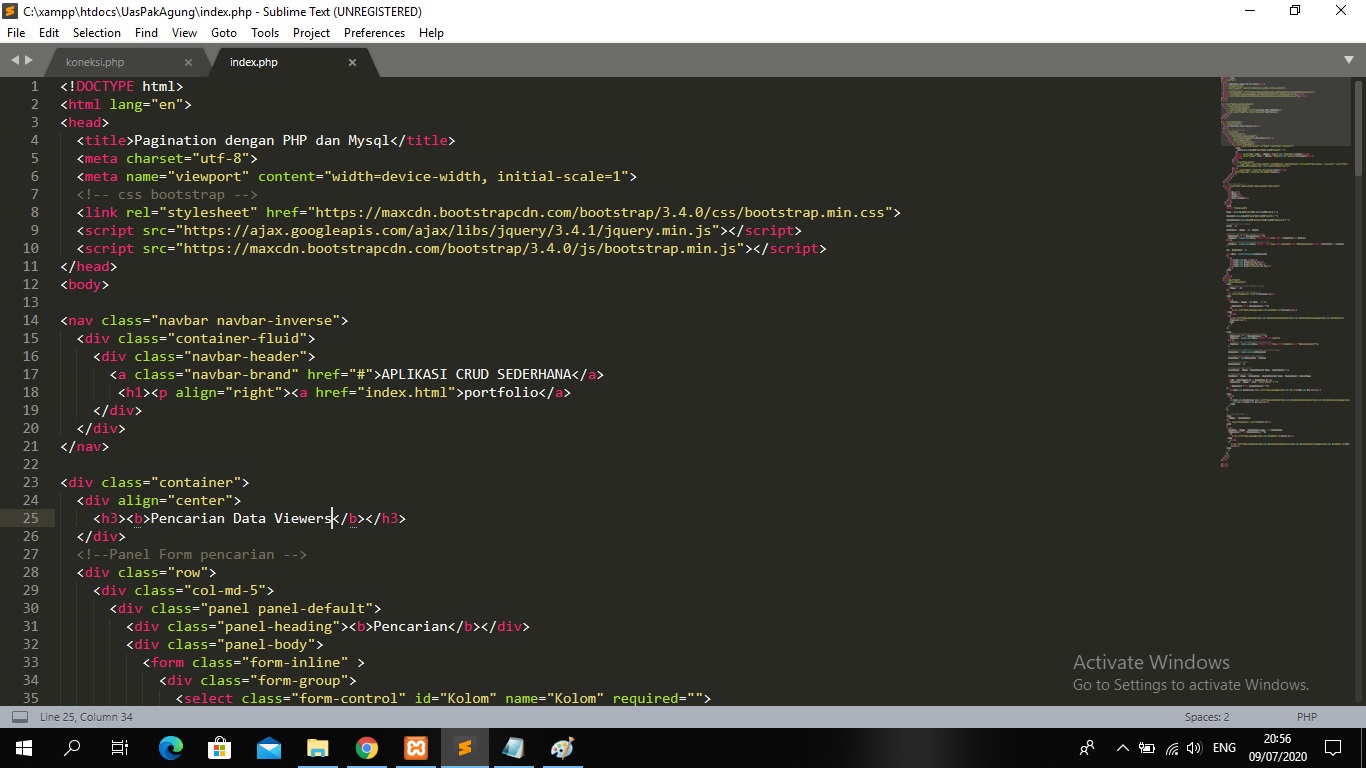 C:\xampp\htdocs\UasPakAgung\index.php - Sublime Text (UNREGISTERED)
File Edit Selection Find View Goto Tools Project Preferences Help
koneksi.php × index.php ×
1 <!DOCTYPE html>
2 <html lang="en">
3 <head>
4 <title>Pagination dengan PHP dan Mysql</title>
5 <meta charset="utf-8">
6 <meta name="viewport" content="width=device-width, initial-scale=1">
7 <!-- css bootstrap -->
8 <link rel="stylesheet" href="https://maxcdn.bootstrapcdn.com/bootstrap/3.4.0/css/bootstrap.min.css">
9 <script src="https://ajax.googleapis.com/ajax/libs/jquery/3.4.1/jquery.min.js"></script>
10 <script src="https://maxcdn.bootstrapcdn.com/bootstrap/3.4.0/js/bootstrap.min.js"></script>
11 </head>
12 <body>
13
14 <nav class="navbar navbar-inverse">
15 <div class="container-fluid">
16 <div class="navbar-header">
17 <a class="navbar-brand" href="#">APLIKASI CRUD SEDERHANA</a>
18 <h1><p align="right"><a href="index.html">portfolio</a>
19 </div>
20 </div>
21 </nav>
22
23 <div class="container">
24 <div align="center">
25 <h3><b>Pencarian Data Viewers</b></h3>
26 </div>
27 <!--Panel Form pencarian -->
28 <div class="row">
29 <div class="col-md-5">
30 <div class="panel panel-default">
31 <div class="panel-heading"><b>Pencarian</b></div>
32 <div class="panel-body">
33 <form class="form-inline" >
34 <div class="form-group">
35 <select class="form-control" id="Kolom" name="Kolom" required="">
Activate Windows
Go to Settings to activate Windows.
Line 25, Column 34 Spaces: 2 PHP
ENG 20:56
09/07/2020